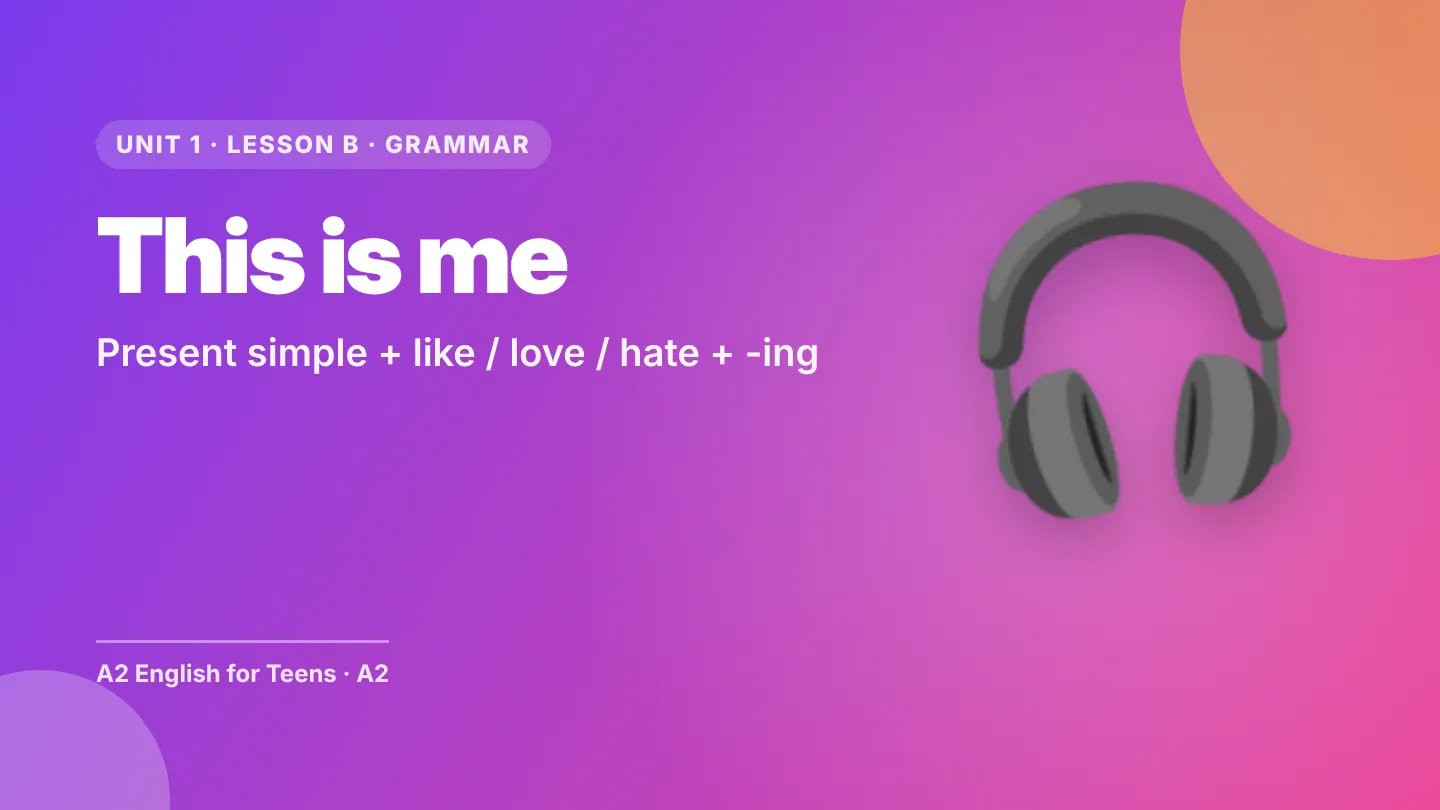 UNIT 1 · LESSON B · GRAMMAR
This is me
Present simple + like / love / hate + -ing
A2 English for Teens · A2